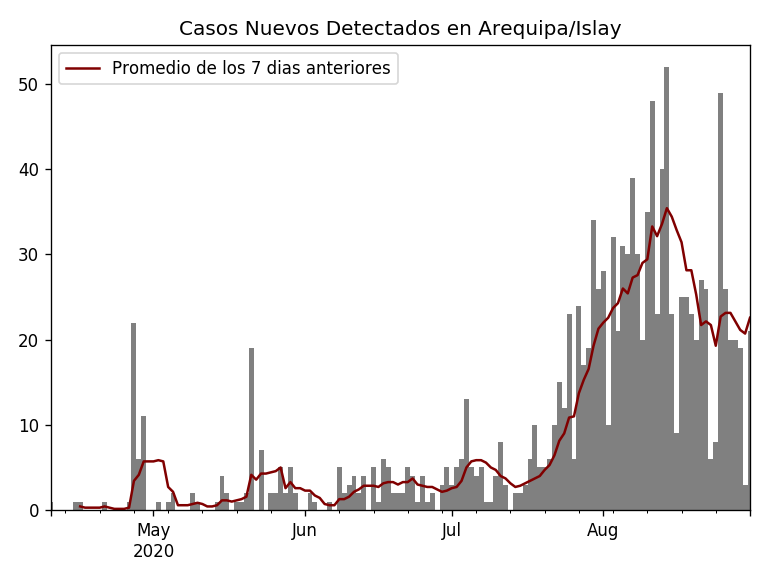 Casos Nuevos Detectados en Arequipa/Islay
Promedio de los 7 dias anteriores
50
40
30
20
10
0
May
2020
Jun
Jul
Aug